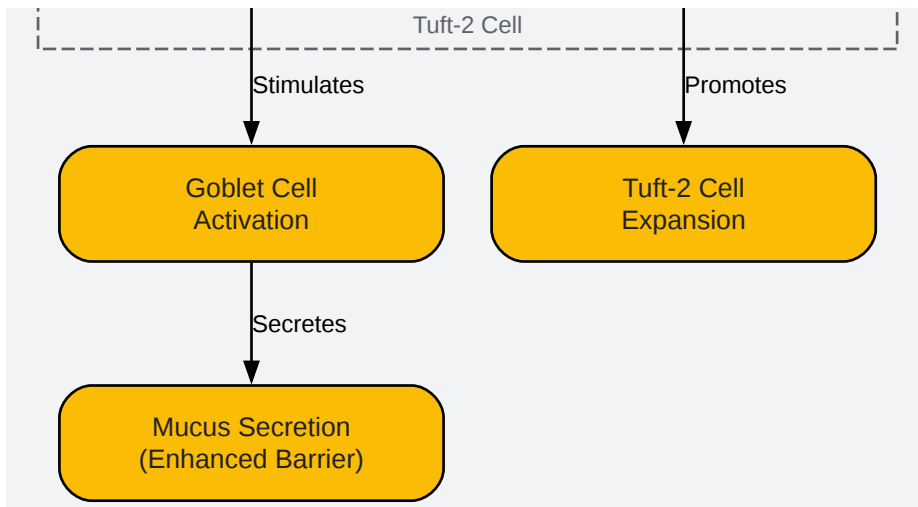 Tuft-2 Cell
Stimulates
Promotes
Goblet Cell
Activation
Tuft-2 Cell
Expansion
Secretes
Mucus Secretion
(Enhanced Barrier)